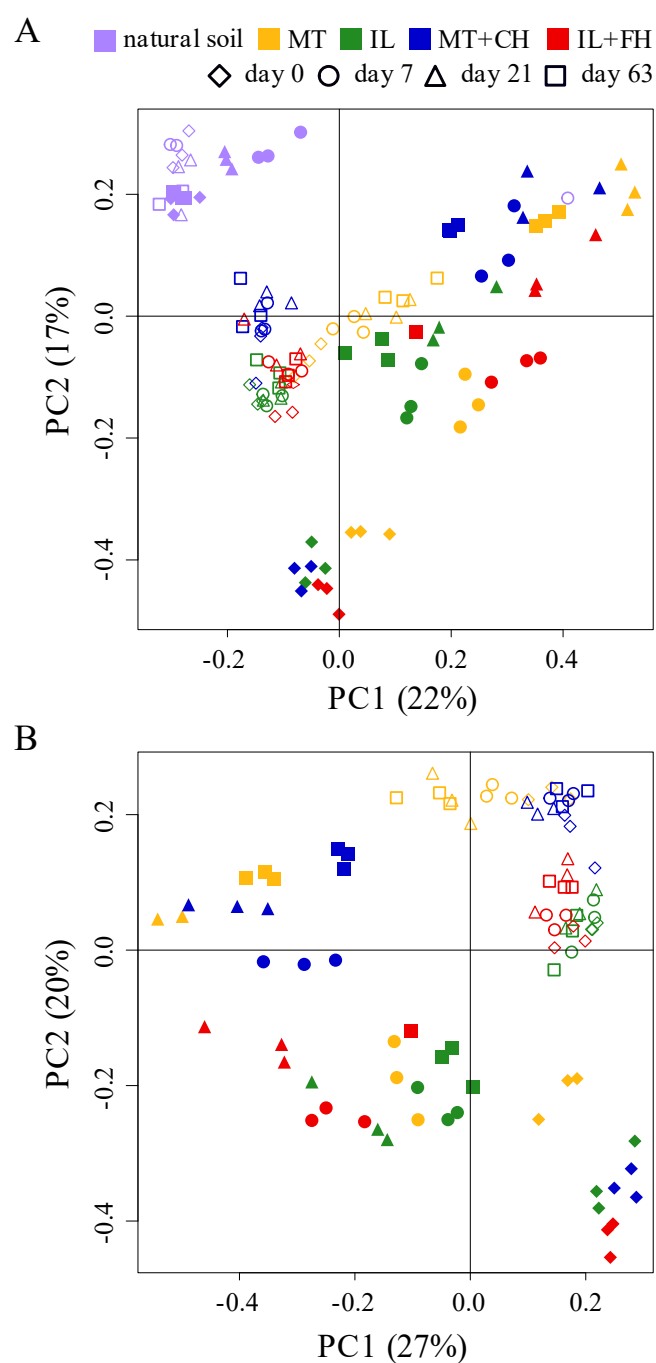 A
natural soil MT IL MT+CH IL+FH
day 0 day 7 day 21 day 63
0.2
0.0
-0.2
-0.4
PC2 (17%)
-0.2 0.0 0.2 0.4
PC1 (22%)
B
0.2
0.0
-0.2
-0.4
PC2 (20%)
-0.4 -0.2 0.0 0.2
PC1 (27%)